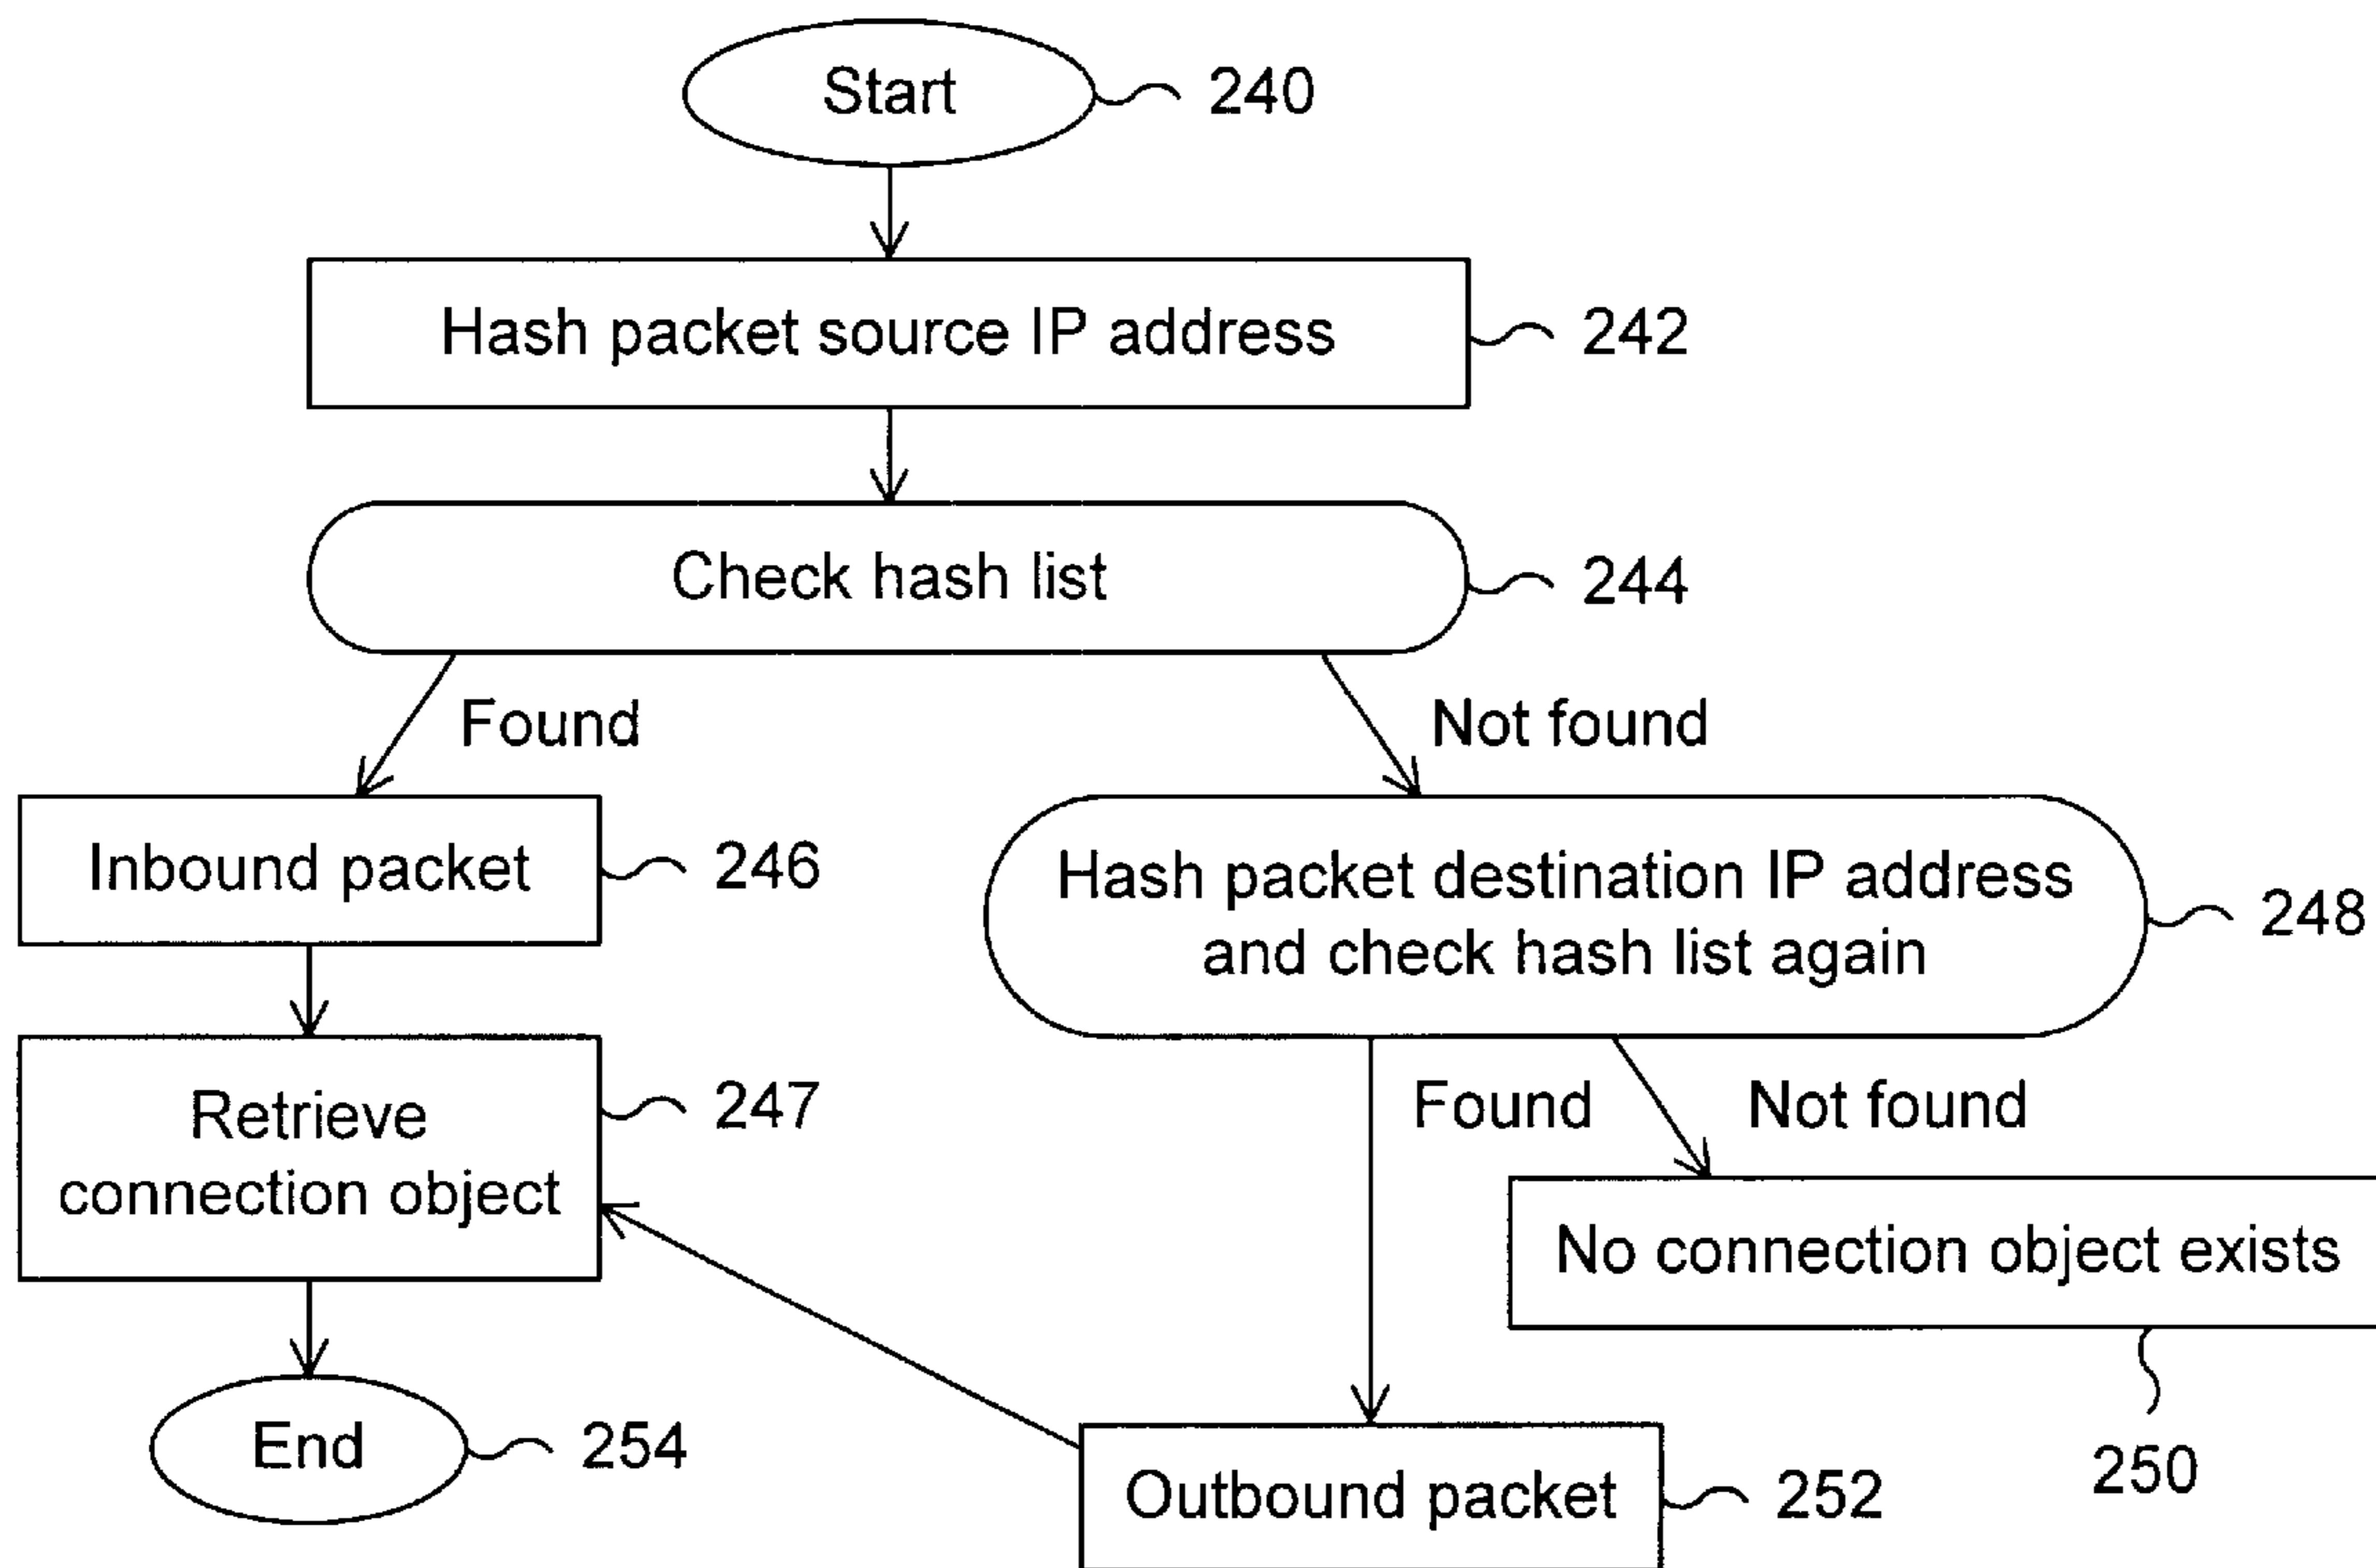 Start
240
Hash packet source IP address
242
Check hash list
244
Found
Not found
Inbound packet
246
Hash packet destination IP address
and check hash list again
248
Retrieve
connection object
247
Found
Not found
No connection object exists
250
End
254
Outbound packet
252